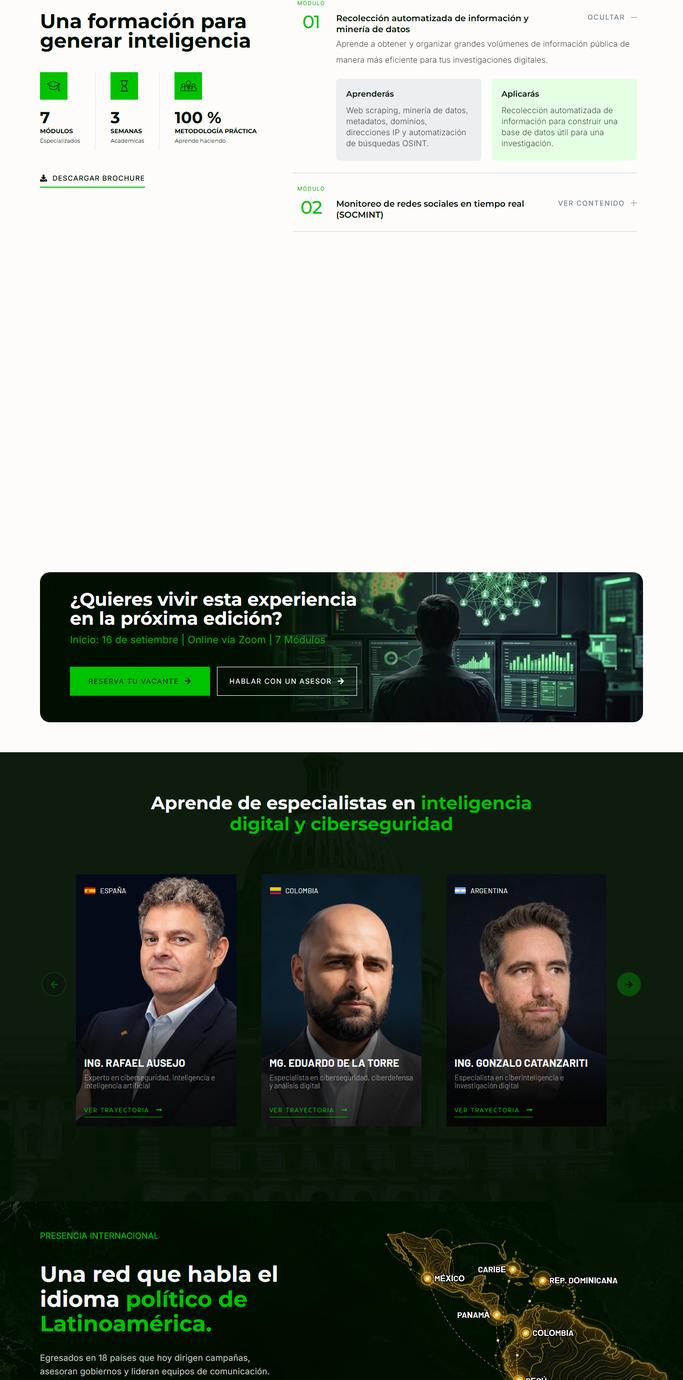 Una formación para
generar inteligencia
7
MÓDULOS
Especializados
3
SEMANAS
Académicas
100 %
METODOLOGÍA PRÁCTICA
Aprende haciendo
DESCARGAR BROCHURE
MÓDULO
01
Recolección automatizada de información y
minería de datos
OCULTAR
Aprende a obtener y organizar grandes volúmenes de información pública de
manera más eficiente para tus investigaciones digitales.
Aprenderás
Web scraping, minería de datos,
metadatos, dominios,
direcciones IP y automatización
de búsquedas OSINT.
Aplicarás
Recolección automatizada de
información para construir una
base de datos útil para una
investigación.
MÓDULO
02
Monitoreo de redes sociales en tiempo real
(SOCMINT)
VER CONTENIDO
¿Quieres vivir esta experiencia
en la próxima edición?
Inicio: 16 de setiembre | Online vía Zoom | 7 Módulos
RESERVA TU VACANTE
HABLAR CON UN ASESOR
Aprende de especialistas en inteligencia
digital y ciberseguridad
ESPAÑA
ING. RAFAEL AUSEJO
Experto en ciberseguridad, inteligencia e
inteligencia artificial
VER TRAYECTORIA
COLOMBIA
MG. EDUARDO DE LA TORRE
Especialista en ciberseguridad, ciberdefensa
y análisis digital
VER TRAYECTORIA
ARGENTINA
ING. GONZALO CATANZARITI
Especialista en ciberinteligencia e
investigación digital
VER TRAYECTORIA
PRESENCIA INTERNACIONAL
Una red que habla el
idioma político de
Latinoamérica.
Egresados en 18 países que hoy dirigen campañas,
asesoran gobiernos y lideran equipos de comunicación.
MÉXICO
CARIBE
REP. DOMINICANA
PANAMÁ
COLOMBIA
PERÚ